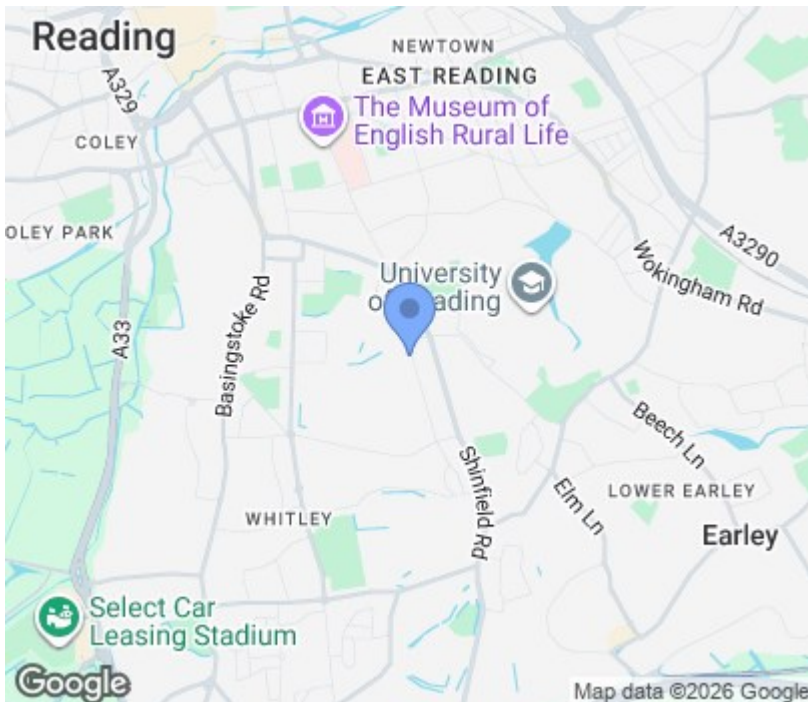 Reading
NEWTOWN
EAST READING
A329
The Museum of
English Rural Life
COLEY
OLEY PARK
A3290
Wokingham Rd
University
of Reading
A33
Basingstoke Rd
Beech Ln
Shinfield Rd
Elm Ln
LOWER EARLEY
WHITLEY
Earley
Select Car
Leasing Stadium
Google
Map data ©2026 Google